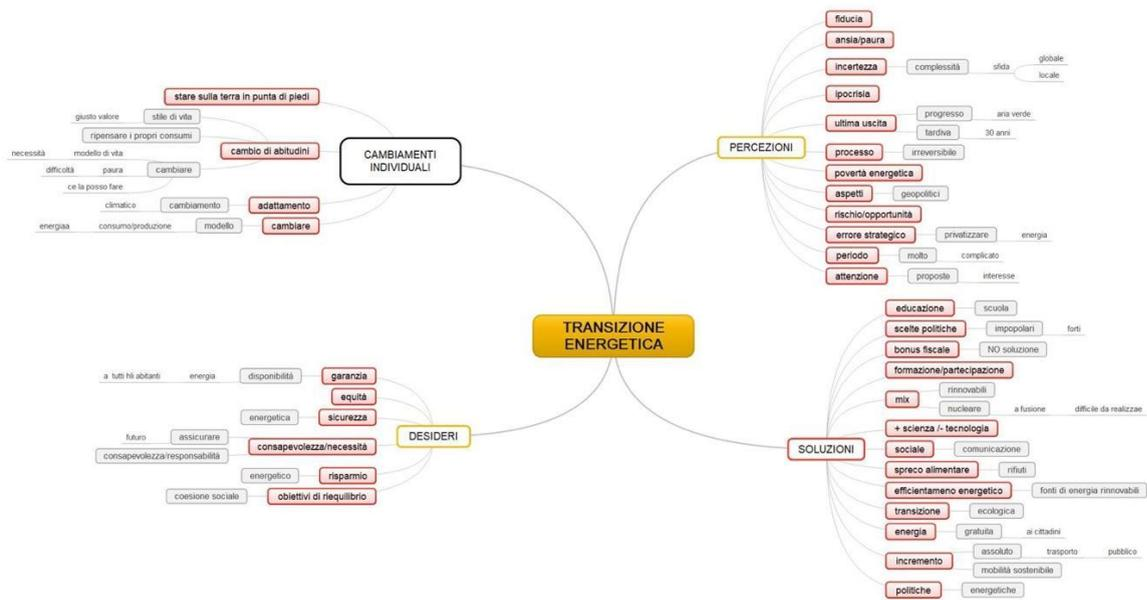 TRANSIZIONE
ENERGETICA
CAMBIAMENTI
INDIVIDUALI
stare sulla terra in punta di piedi
cambio di abitudini
stile di vita
giusto valore
ripensare i propri consumi
cambiare
modello di vita
necessità
paura
difficoltà
ce la posso fare
adattamento
cambiamento
climatico
cambiare
modello
consumo/produzione
energiaa
PERCEZIONI
fiducia
ansia/paura
incertezza
complessità
sfida
globale
locale
ipocrisia
ultima uscita
progresso
aria verde
tardiva
30 anni
processo
irreversibile
povertà energetica
aspetti
geopolitici
rischio/opportunità
errore strategico
privatizzare
energia
periodo
molto
complicato
attenzione
proposte
interesse
DESIDERI
garanzia
disponibilità
energia
a tutti hli abitanti
equità
sicurezza
energetica
consapevolezza/necessità
assicurare
futuro
consapevolezza/responsabilità
risparmio
energetico
obiettivi di riequilibrio
coesione sociale
SOLUZIONI
educazione
scuola
scelte politiche
impopolari
forti
bonus fiscale
NO soluzione
formazione/partecipazione
mix
rinnovabili
nucleare
a fusione
difficile da realizzae
+ scienza /- tecnologia
sociale
comunicazione
spreco alimentare
rifiuti
efficientameno energetico
fonti di energia rinnovabili
transizione
ecologica
energia
gratuita
ai cittadini
incremento
assoluto
trasporto
pubblico
mobilità sostenibile
politiche
energetiche